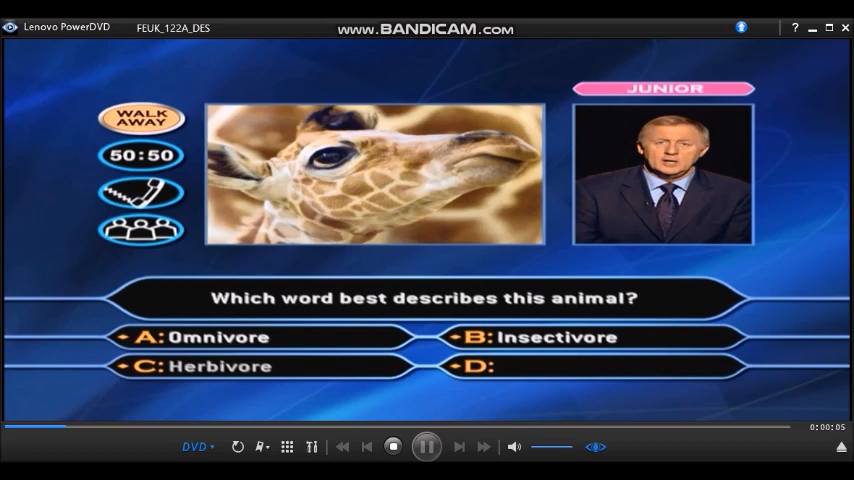 Lenovo PowerDVD
FEUK_122A_DES
www.BANDICAM.com
?
JUNIOR
WALK
AWAY
50:50
Which word best describes this animal?
A: Omnivore
B: Insectivore
C: Herbivore
D:
0:00:05
DVD